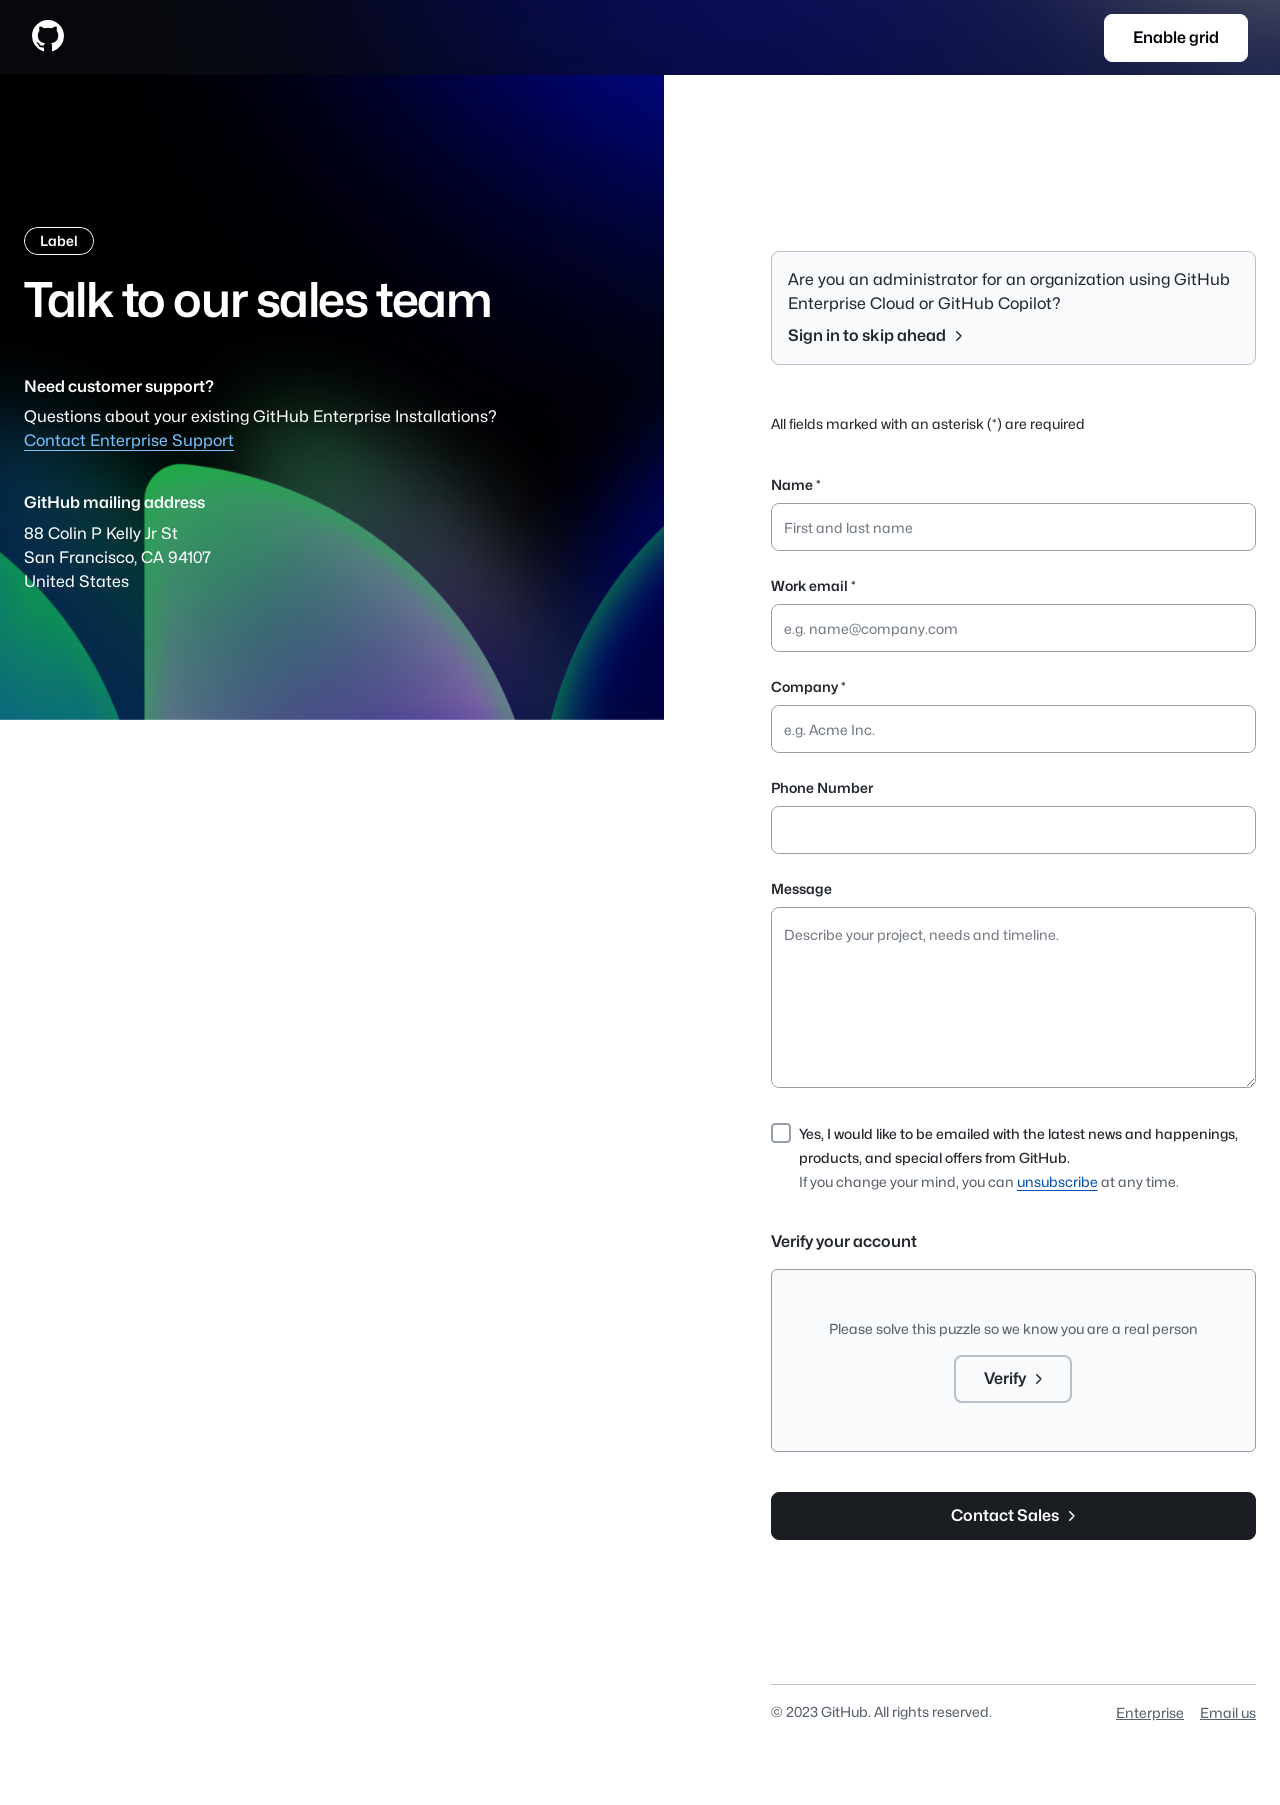 Enable grid
Label
Talk to our sales team
Need customer support?
Questions about your existing GitHub Enterprise Installations?
Contact Enterprise Support
GitHub mailing address
88 Colin P Kelly Jr St
San Francisco, CA 94107
United States
Are you an administrator for an organization using GitHub
Enterprise Cloud or GitHub Copilot?
Sign in to skip ahead
All fields marked with an asterisk (*) are required
Name *
First and last name
Work email *
e.g. name@company.com
Company *
e.g. Acme Inc.
Phone Number
Message
Describe your project, needs and timeline.
Yes, I would like to be emailed with the latest news and happenings,
products, and special offers from GitHub.
If you change your mind, you can unsubscribe at any time.
Verify your account
Please solve this puzzle so we know you are a real person
Verify
Contact Sales
© 2023 GitHub. All rights reserved.
Enterprise
Email us